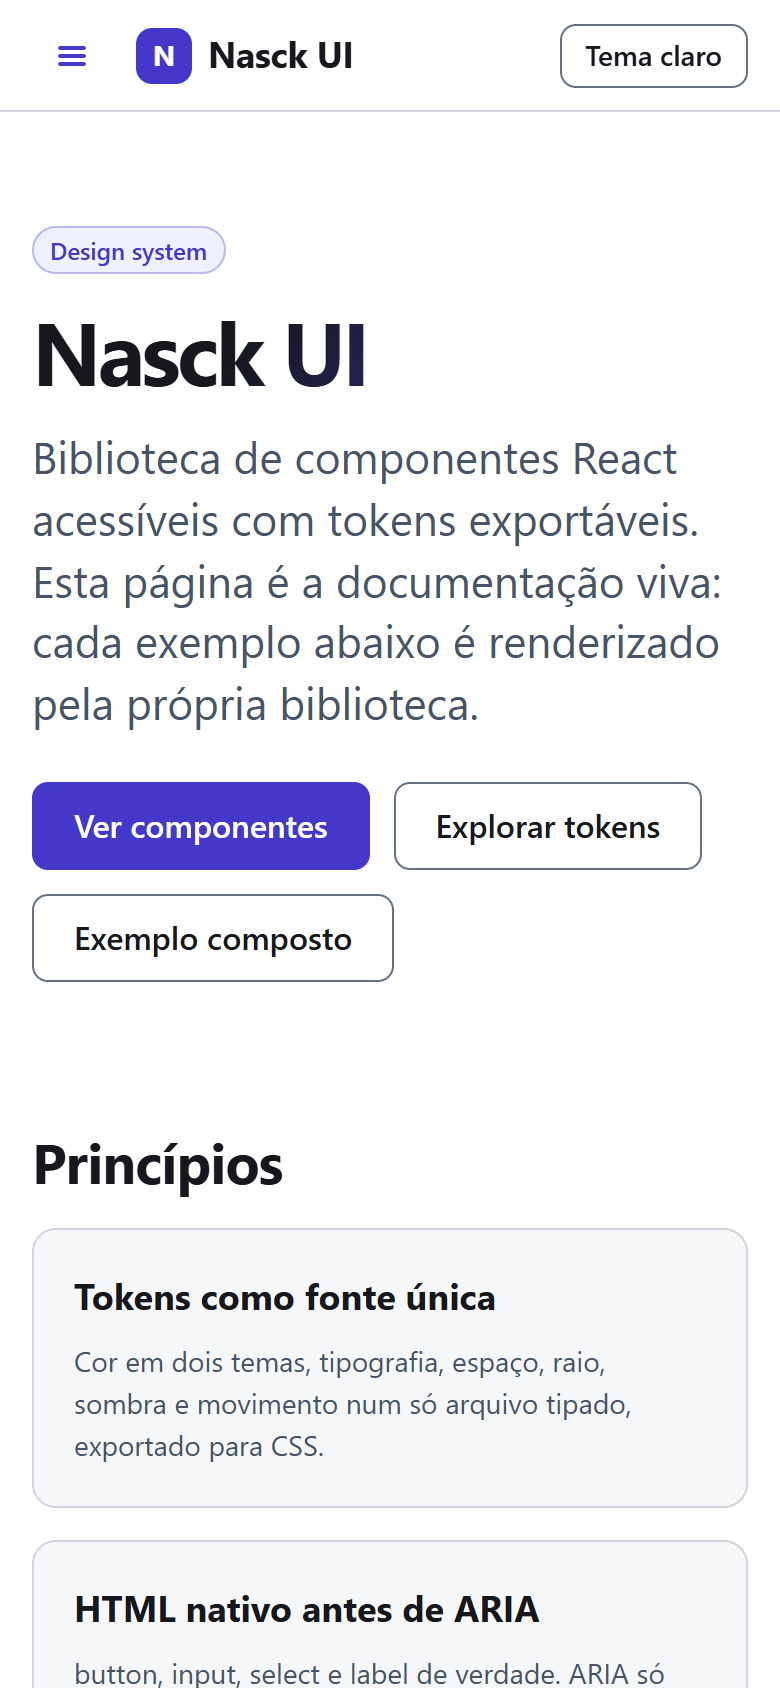 N
Nasck UI
Tema claro
Design system
Nasck UI
Biblioteca de componentes React
acessíveis com tokens exportáveis.
Esta página é a documentação viva:
cada exemplo abaixo é renderizado
pela própria biblioteca.
Ver componentes
Explorar tokens
Exemplo composto
Princípios
Tokens como fonte única
Cor em dois temas, tipografia, espaço, raio,
sombra e movimento num só arquivo tipado,
exportado para CSS.
HTML nativo antes de ARIA
button, input, select e label de verdade. ARIA só